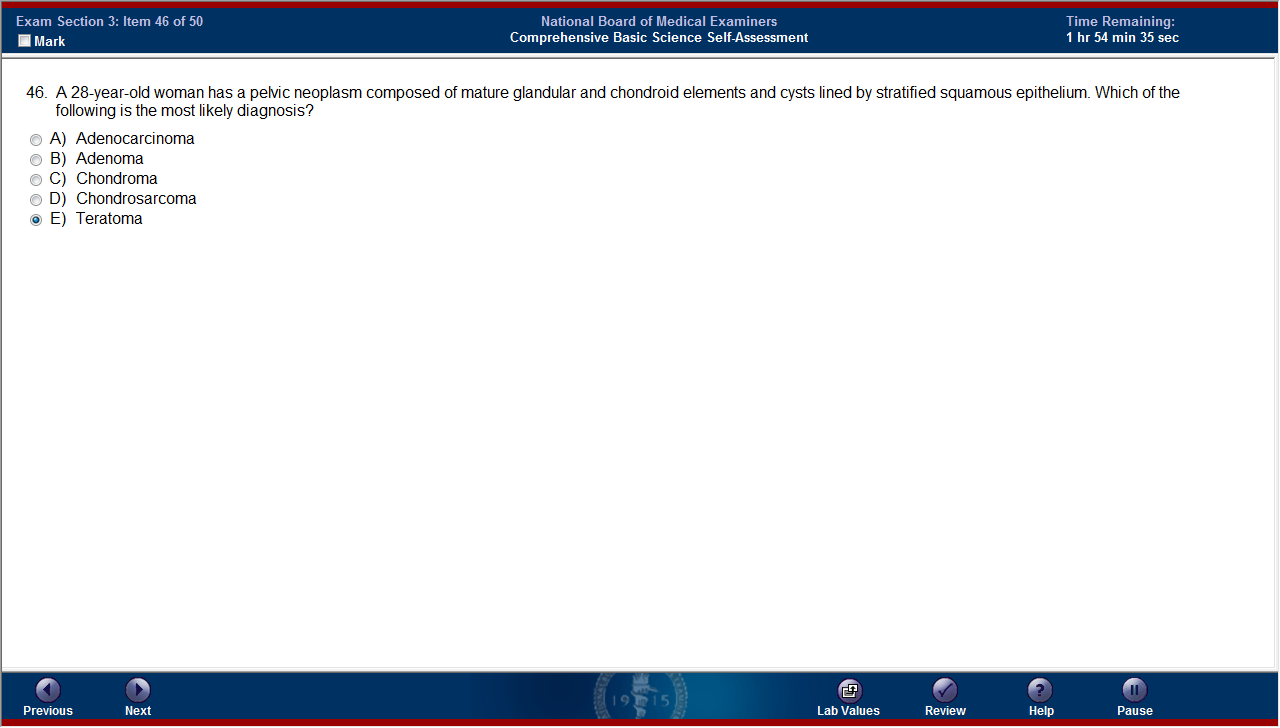 Exam Section 3: Item 46 of 50
National Board of Medical Examiners
Time Remaining:
Mark
Comprehensive Basic Science Self-Assessment
1 hr 54 min 35 sec
46. A 28-year-old woman has a pelvic neoplasm composed of mature glandular and chondroid elements and cysts lined by stratified squamous epithelium. Which of the
following is the most likely diagnosis?
A) Adenocarcinoma
B) Adenoma
C) Chondroma
D) Chondrosarcoma
E) Teratoma
1915
Previous
Next
Lab Values
Review
Help
Pause